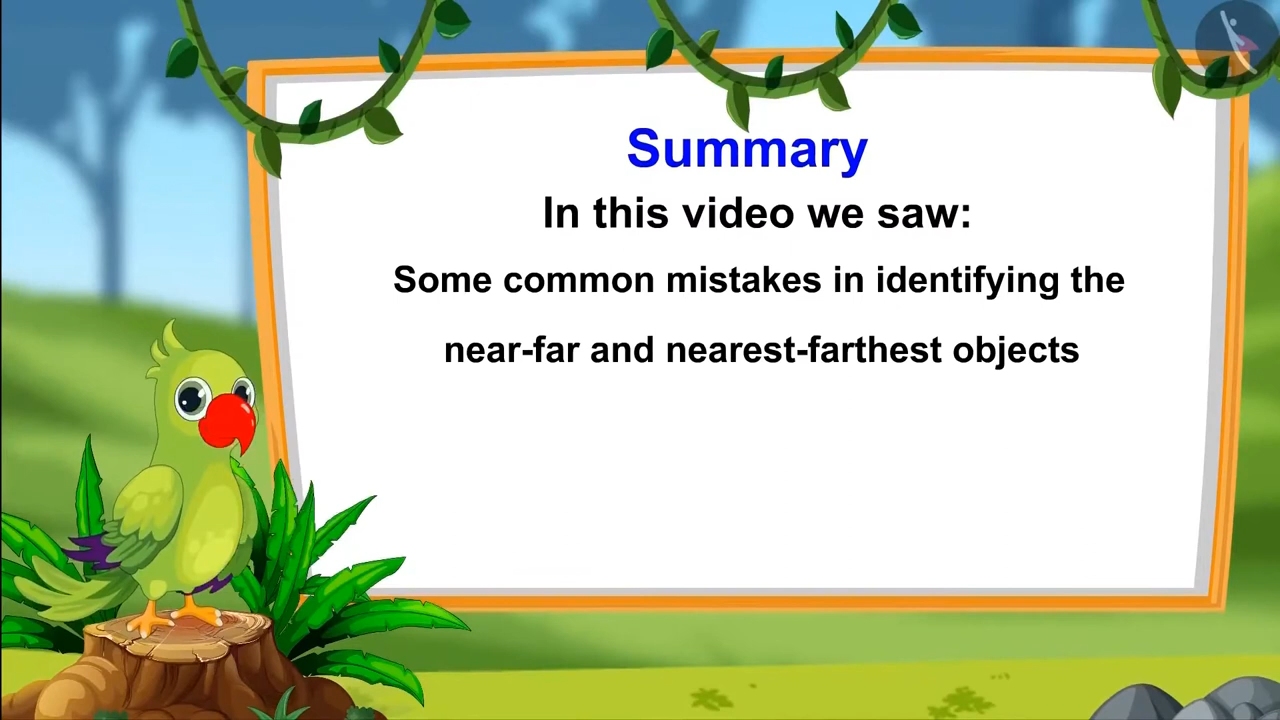 Summary
In this video we saw:
Some common mistakes in identifying the
near-far and nearest-farthest objects